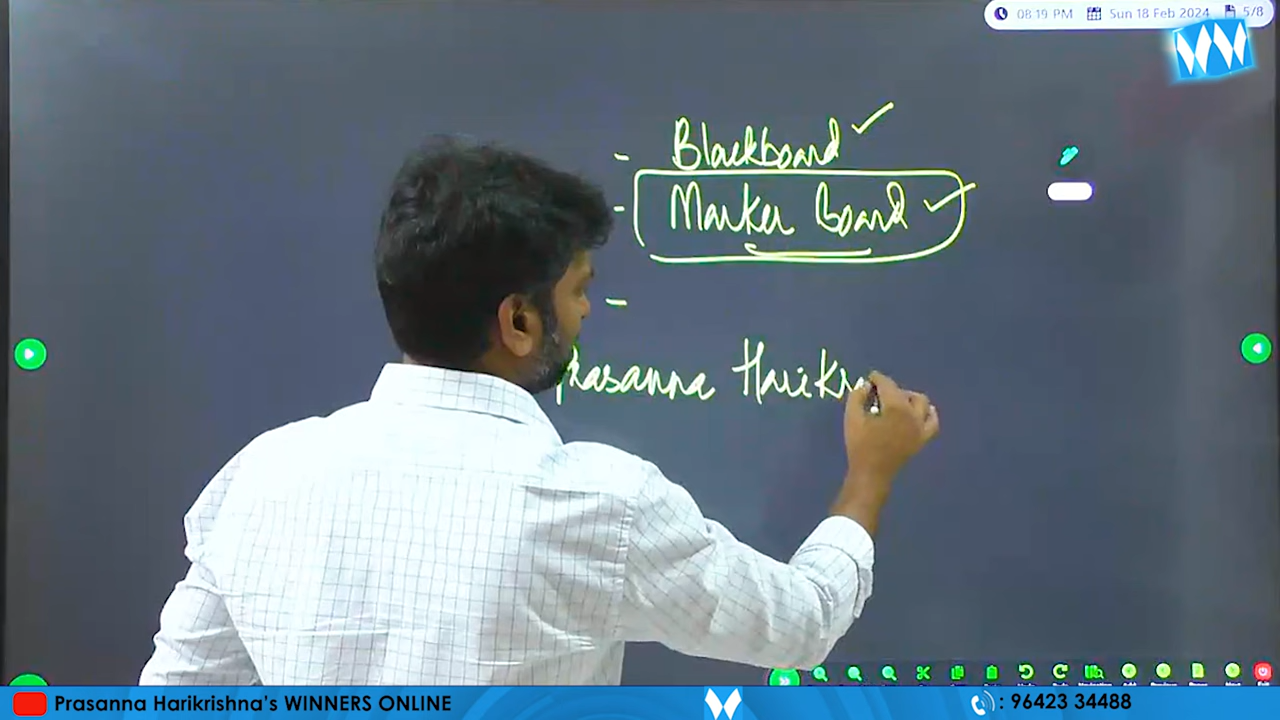 08:19 PM Sun 18 Feb 2024 5/8
W
- Blackboard ✓
- Marker Board ✓
-
Prasanna Harikr
Prasanna Harikrishna's WINNERS ONLINE
W
: 96423 34488